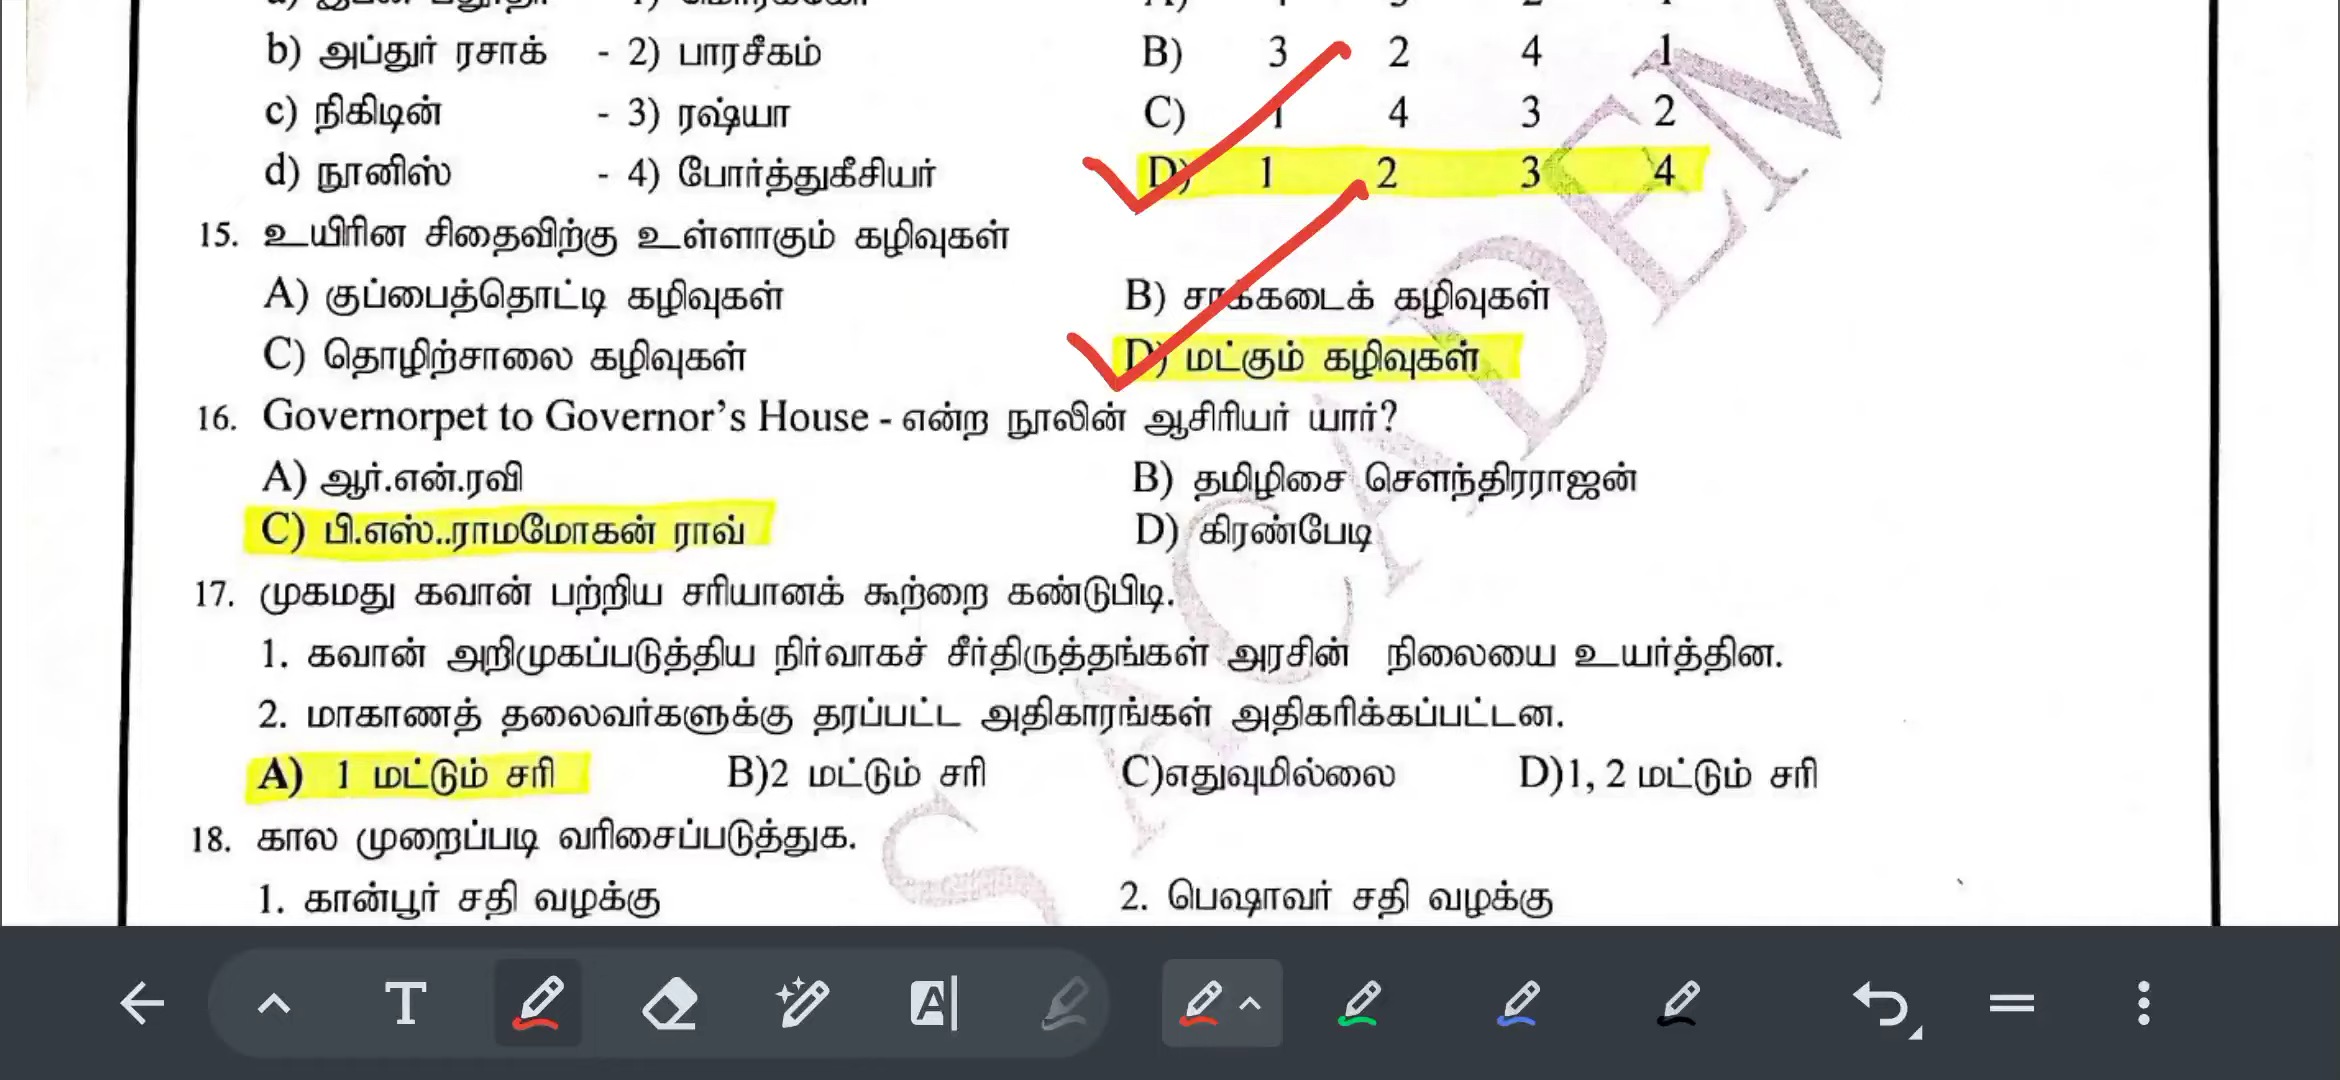 b) அப்துர் ரசாக் - 2) பாரசீகம் B) 3 2 4 1
c) நிகிடின் - 3) ரஷ்யா C) 1 4 3 2
d) நூனிஸ் - 4) போர்த்துகீசியர் D) 1 2 3 4
15. உயிரின சிதைவிற்கு உள்ளாகும் கழிவுகள்
A) குப்பைத்தொட்டி கழிவுகள் B) சாக்கடைக் கழிவுகள்
C) தொழிற்சாலை கழிவுகள் D) மட்கும் கழிவுகள்
16. Governorpet to Governor's House - என்ற நூலின் ஆசிரியர் யார்?
A) ஆர்.என்.ரவி B) தமிழிசை சௌந்திரராஜன்
C) பி.எஸ்..ராமமோகன் ராவ் D) கிரண்பேடி
17. முகமது கவான் பற்றிய சரியானக் கூற்றை கண்டுபிடி.
1. கவான் அறிமுகப்படுத்திய நிர்வாகச் சீர்திருத்தங்கள் அரசின் நிலையை உயர்த்தின.
2. மாகாணத் தலைவர்களுக்கு தரப்பட்ட அதிகாரங்கள் அதிகரிக்கப்பட்டன.
A) 1 மட்டும் சரி B)2 மட்டும் சரி C)எதுவுமில்லை D)1, 2 மட்டும் சரி
18. கால முறைப்படி வரிசைப்படுத்துக.
1. கான்பூர் சதி வழக்கு 2. பெஷாவர் சதி வழக்கு
S ACADEM
T A